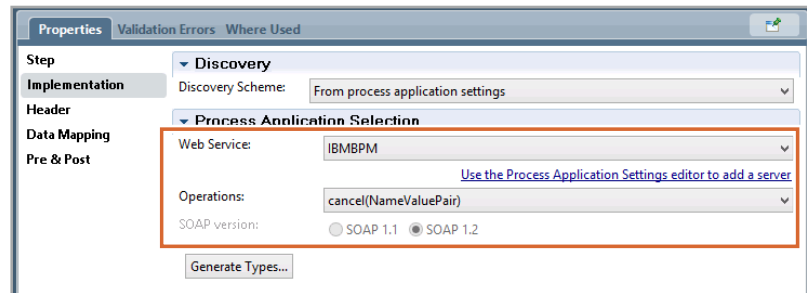 Properties Validation Errors Where Used
Step
Implementation
Header
Data Mapping
Pre & Post
Discovery
Discovery Scheme: From process application settings
Process Application Selection
Web Service: IBMBPM
Use the Process Application Settings editor to add a server
Operations: cancel(NameValuePair)
SOAP version: SOAP 1.1 SOAP 1.2
Generate Types...